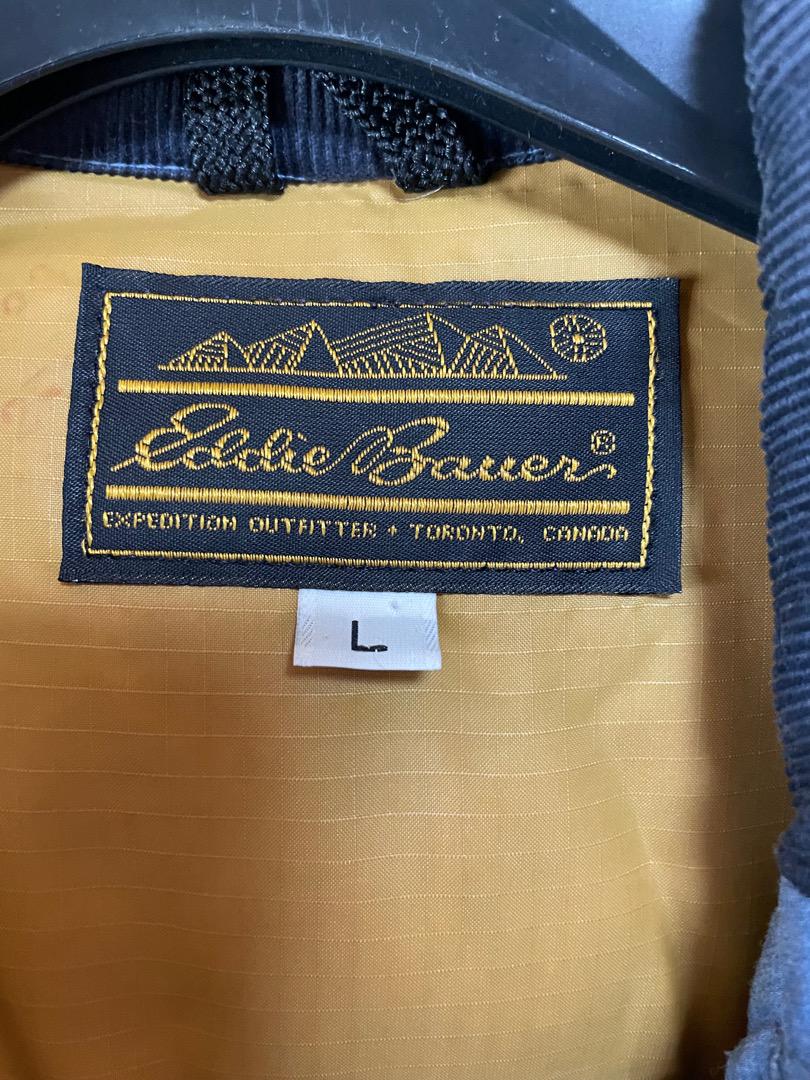 Eddie Bauer®
EXPEDITION OUTFITTER + TORONTO, CANADA
L